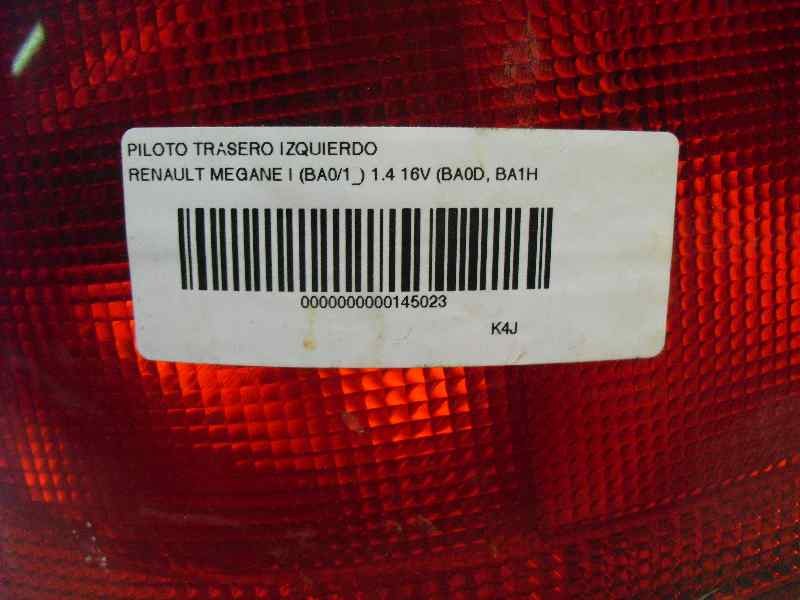 PILOTO TRASERO IZQUIERDO
RENAULT MEGANE I (BA0/1_) 1.4 16V (BA0D, BA1H
0000000000145023
K4J